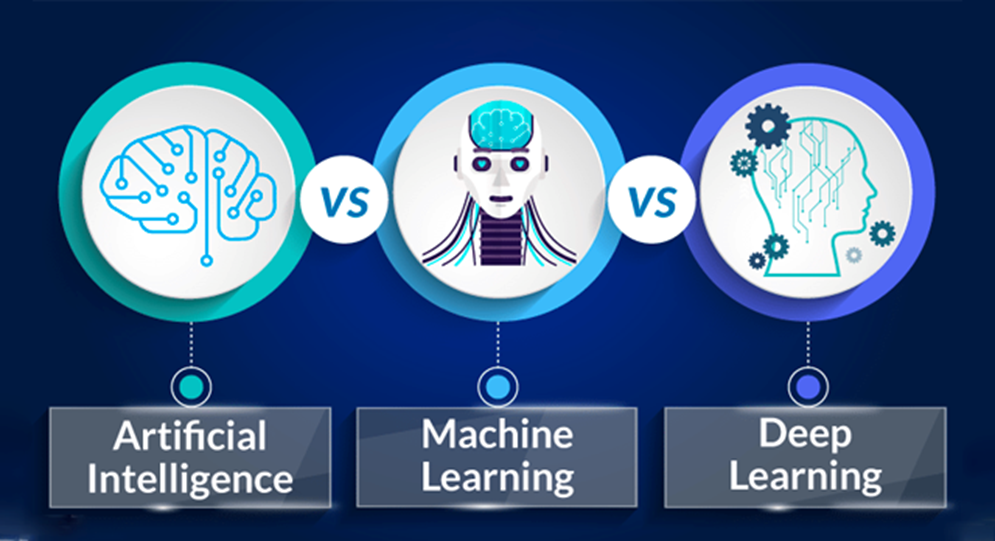 VS
VS
Artificial
Intelligence
Machine
Learning
Deep
Learning